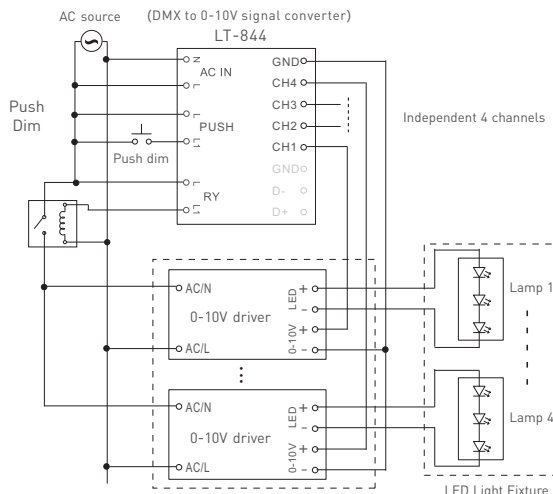 AC source
(DMX to 0-10V signal converter)
LT-844
N
AC IN
L
L
PUSH
L1
L
RY
L1
GND
CH4
CH3
CH2
CH1
GND
D-
D+
Push
Dim
Push dim
Independent 4 channels
AC/N
0-10V driver
AC/L
LED + -
0-10V + -
AC/N
0-10V driver
AC/L
LED + -
0-10V + -
Lamp 1
Lamp 4
LED Light Fixture